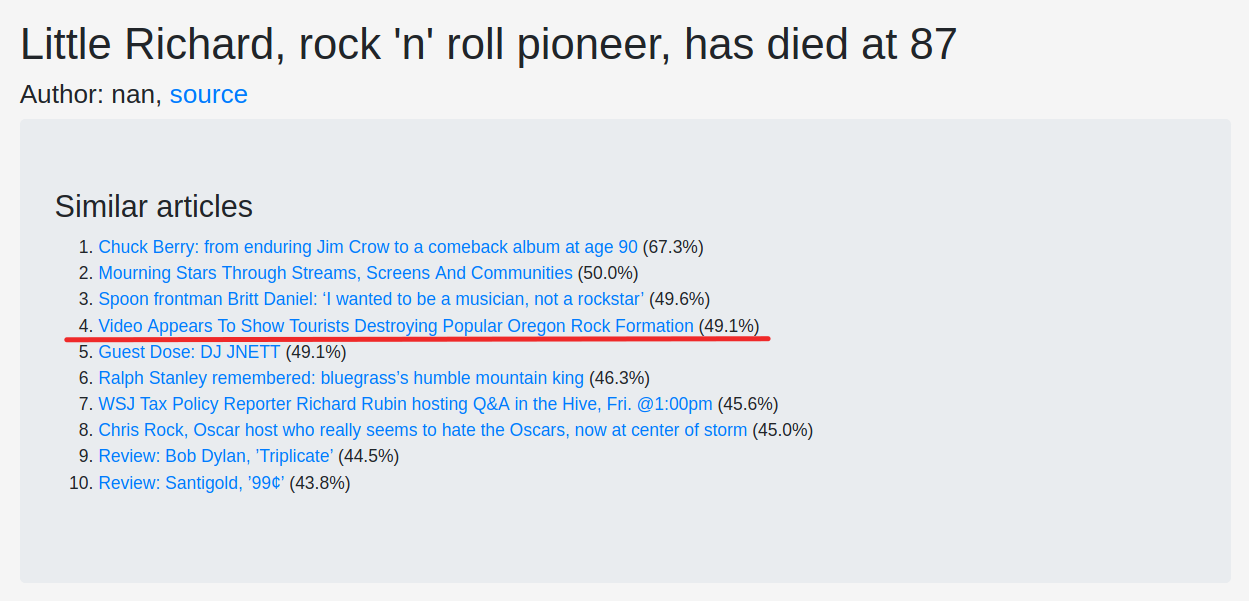 Little Richard, rock 'n' roll pioneer, has died at 87
Author: nan, source
Similar articles
1. Chuck Berry: from enduring Jim Crow to a comeback album at age 90 (67.3%)
2. Mourning Stars Through Streams, Screens And Communities (50.0%)
3. Spoon frontman Britt Daniel: ‘I wanted to be a musician, not a rockstar’ (49.6%)
4. Video Appears To Show Tourists Destroying Popular Oregon Rock Formation (49.1%)
5. Guest Dose: DJ JNETT (49.1%)
6. Ralph Stanley remembered: bluegrass’s humble mountain king (46.3%)
7. WSJ Tax Policy Reporter Richard Rubin hosting Q&A in the Hive, Fri. @1:00pm (45.6%)
8. Chris Rock, Oscar host who really seems to hate the Oscars, now at center of storm (45.0%)
9. Review: Bob Dylan, ’Triplicate’ (44.5%)
10. Review: Santigold, ’99¢’ (43.8%)